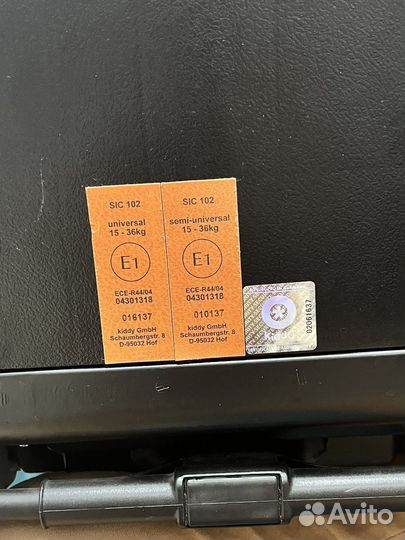 SIC 102
universal
15 - 36kg
E1
ECE-R44/04
04301318
016137
kiddy GmbH
Schaumbergstr. 8
D-95032 Hof
SIC 102
semi-universal
15 - 36kg
E1
ECE-R44/04
04301318
010137
kiddy GmbH
Schaumbergstr. 8
D-95032 Hof
kiddy
02061637
Avito